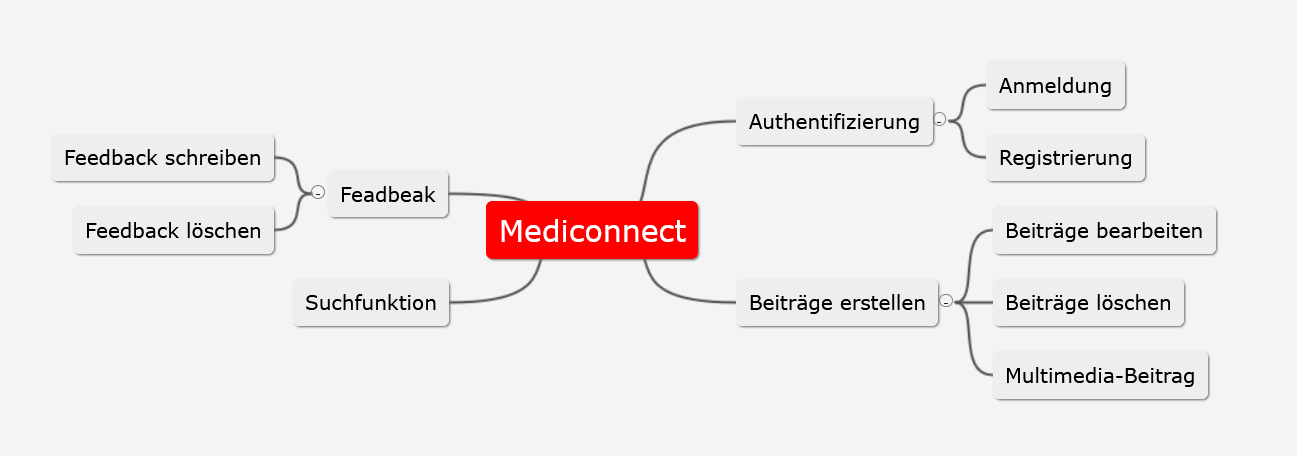 Mediconnect
Authentifizierung
Anmeldung
Registrierung
Beiträge erstellen
Beiträge bearbeiten
Beiträge löschen
Multimedia-Beitrag
Feadbeak
Feedback schreiben
Feedback löschen
Suchfunktion